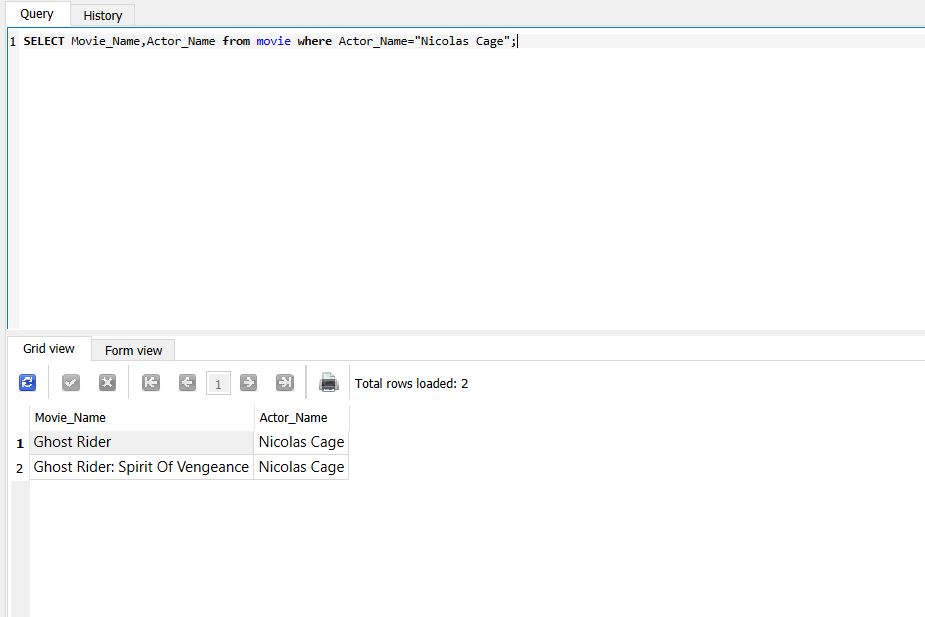 Query History
1 SELECT Movie_Name,Actor_Name from movie where Actor_Name="Nicolas Cage";
Grid view Form view
1 Total rows loaded: 2
Movie_Name Actor_Name
1 Ghost Rider Nicolas Cage
2 Ghost Rider: Spirit Of Vengeance Nicolas Cage